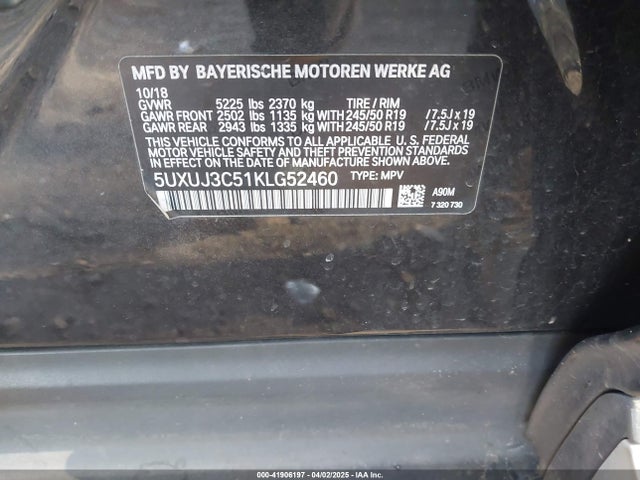 MFD BY BAYERISCHE MOTOREN WERKE AG
10/18
GVWR 5225 lbs 2370 kg TIRE / RIM
GAWR FRONT 2502 lbs 1135 kg WITH 245/50 R19 /7.5J x 19
GAWR REAR 2943 lbs 1335 kg WITH 245/50 R19 /7.5J x 19
THIS VEHICLE CONFORMS TO ALL APPLICABLE U. S. FEDERAL
MOTOR VEHICLE SAFETY AND THEFT PREVENTION STANDARDS
IN EFFECT ON THE DATE OF MANUFACTURE SHOWN ABOVE.
5UXUJ3C51KLG52460 TYPE: MPV
A90M
7 320 730
000-41906197 - 04/02/2025 - IAA Inc.